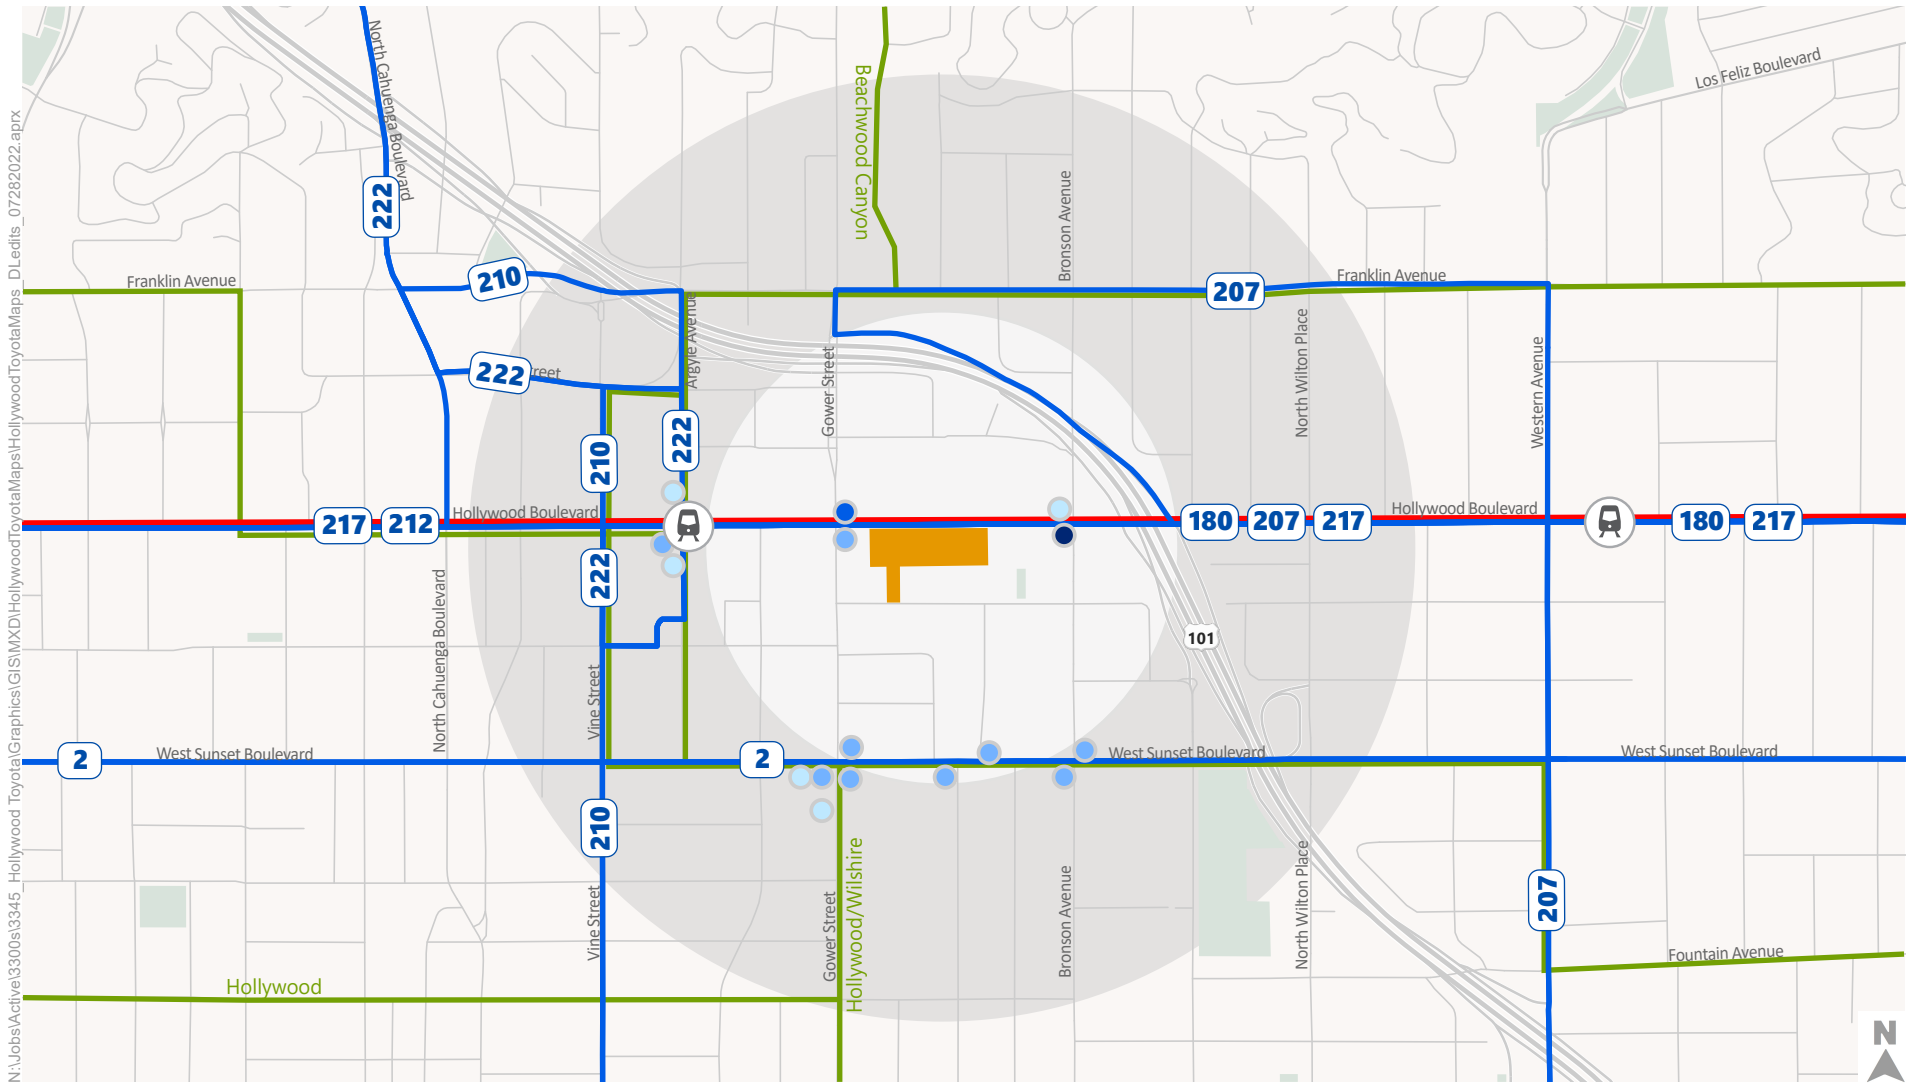 North Cahuenga Boulevard
Los Feliz Boulevard
Beachwood Canyon
Bronson Avenue
222
Franklin Avenue
210
207
Franklin Avenue
Argyle Avenue
Gower Street
North Wilton Place
Western Avenue
222
treet
210
222
217
212
Hollywood Boulevard
180
207
217
Hollywood Boulevard
180
217
222
North Cahuenga Boulevard
Vine Street
101
2
West Sunset Boulevard
2
West Sunset Boulevard
West Sunset Boulevard
210
Vine Street
Gower Street
Hollywood/Wilshire
Bronson Avenue
North Wilton Place
207
Fountain Avenue
Hollywood
N
N:\Jobs\Active\3300s\3345_Hollywood Toyota\Graphics\GIS\MXD\HollywoodToyotaMaps\HollywoodToyotaMaps_DLedits_07282022.aprx